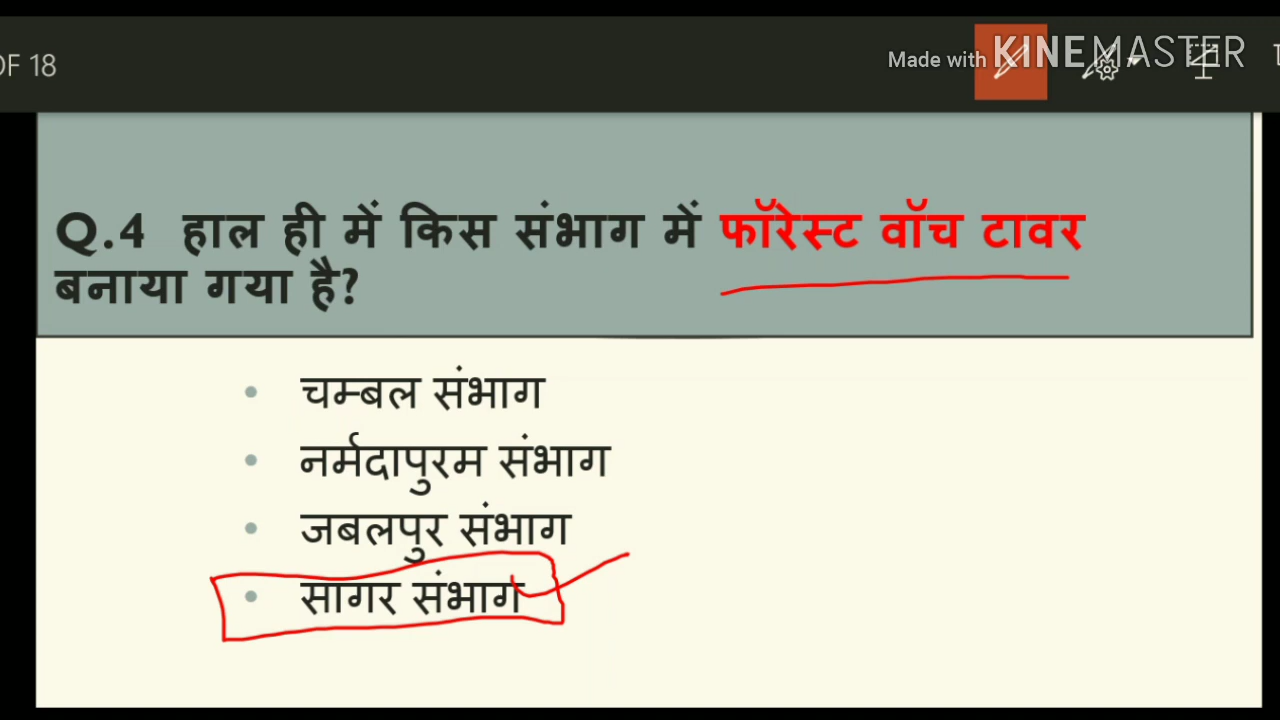 OF 18
Made with KINEMASTER
Q.4 हाल ही में किस संभाग में फॉरेस्ट वॉच टावर
बनाया गया है?
• चम्बल संभाग
• नर्मदापुरम संभाग
• जबलपुर संभाग
• सागर संभाग